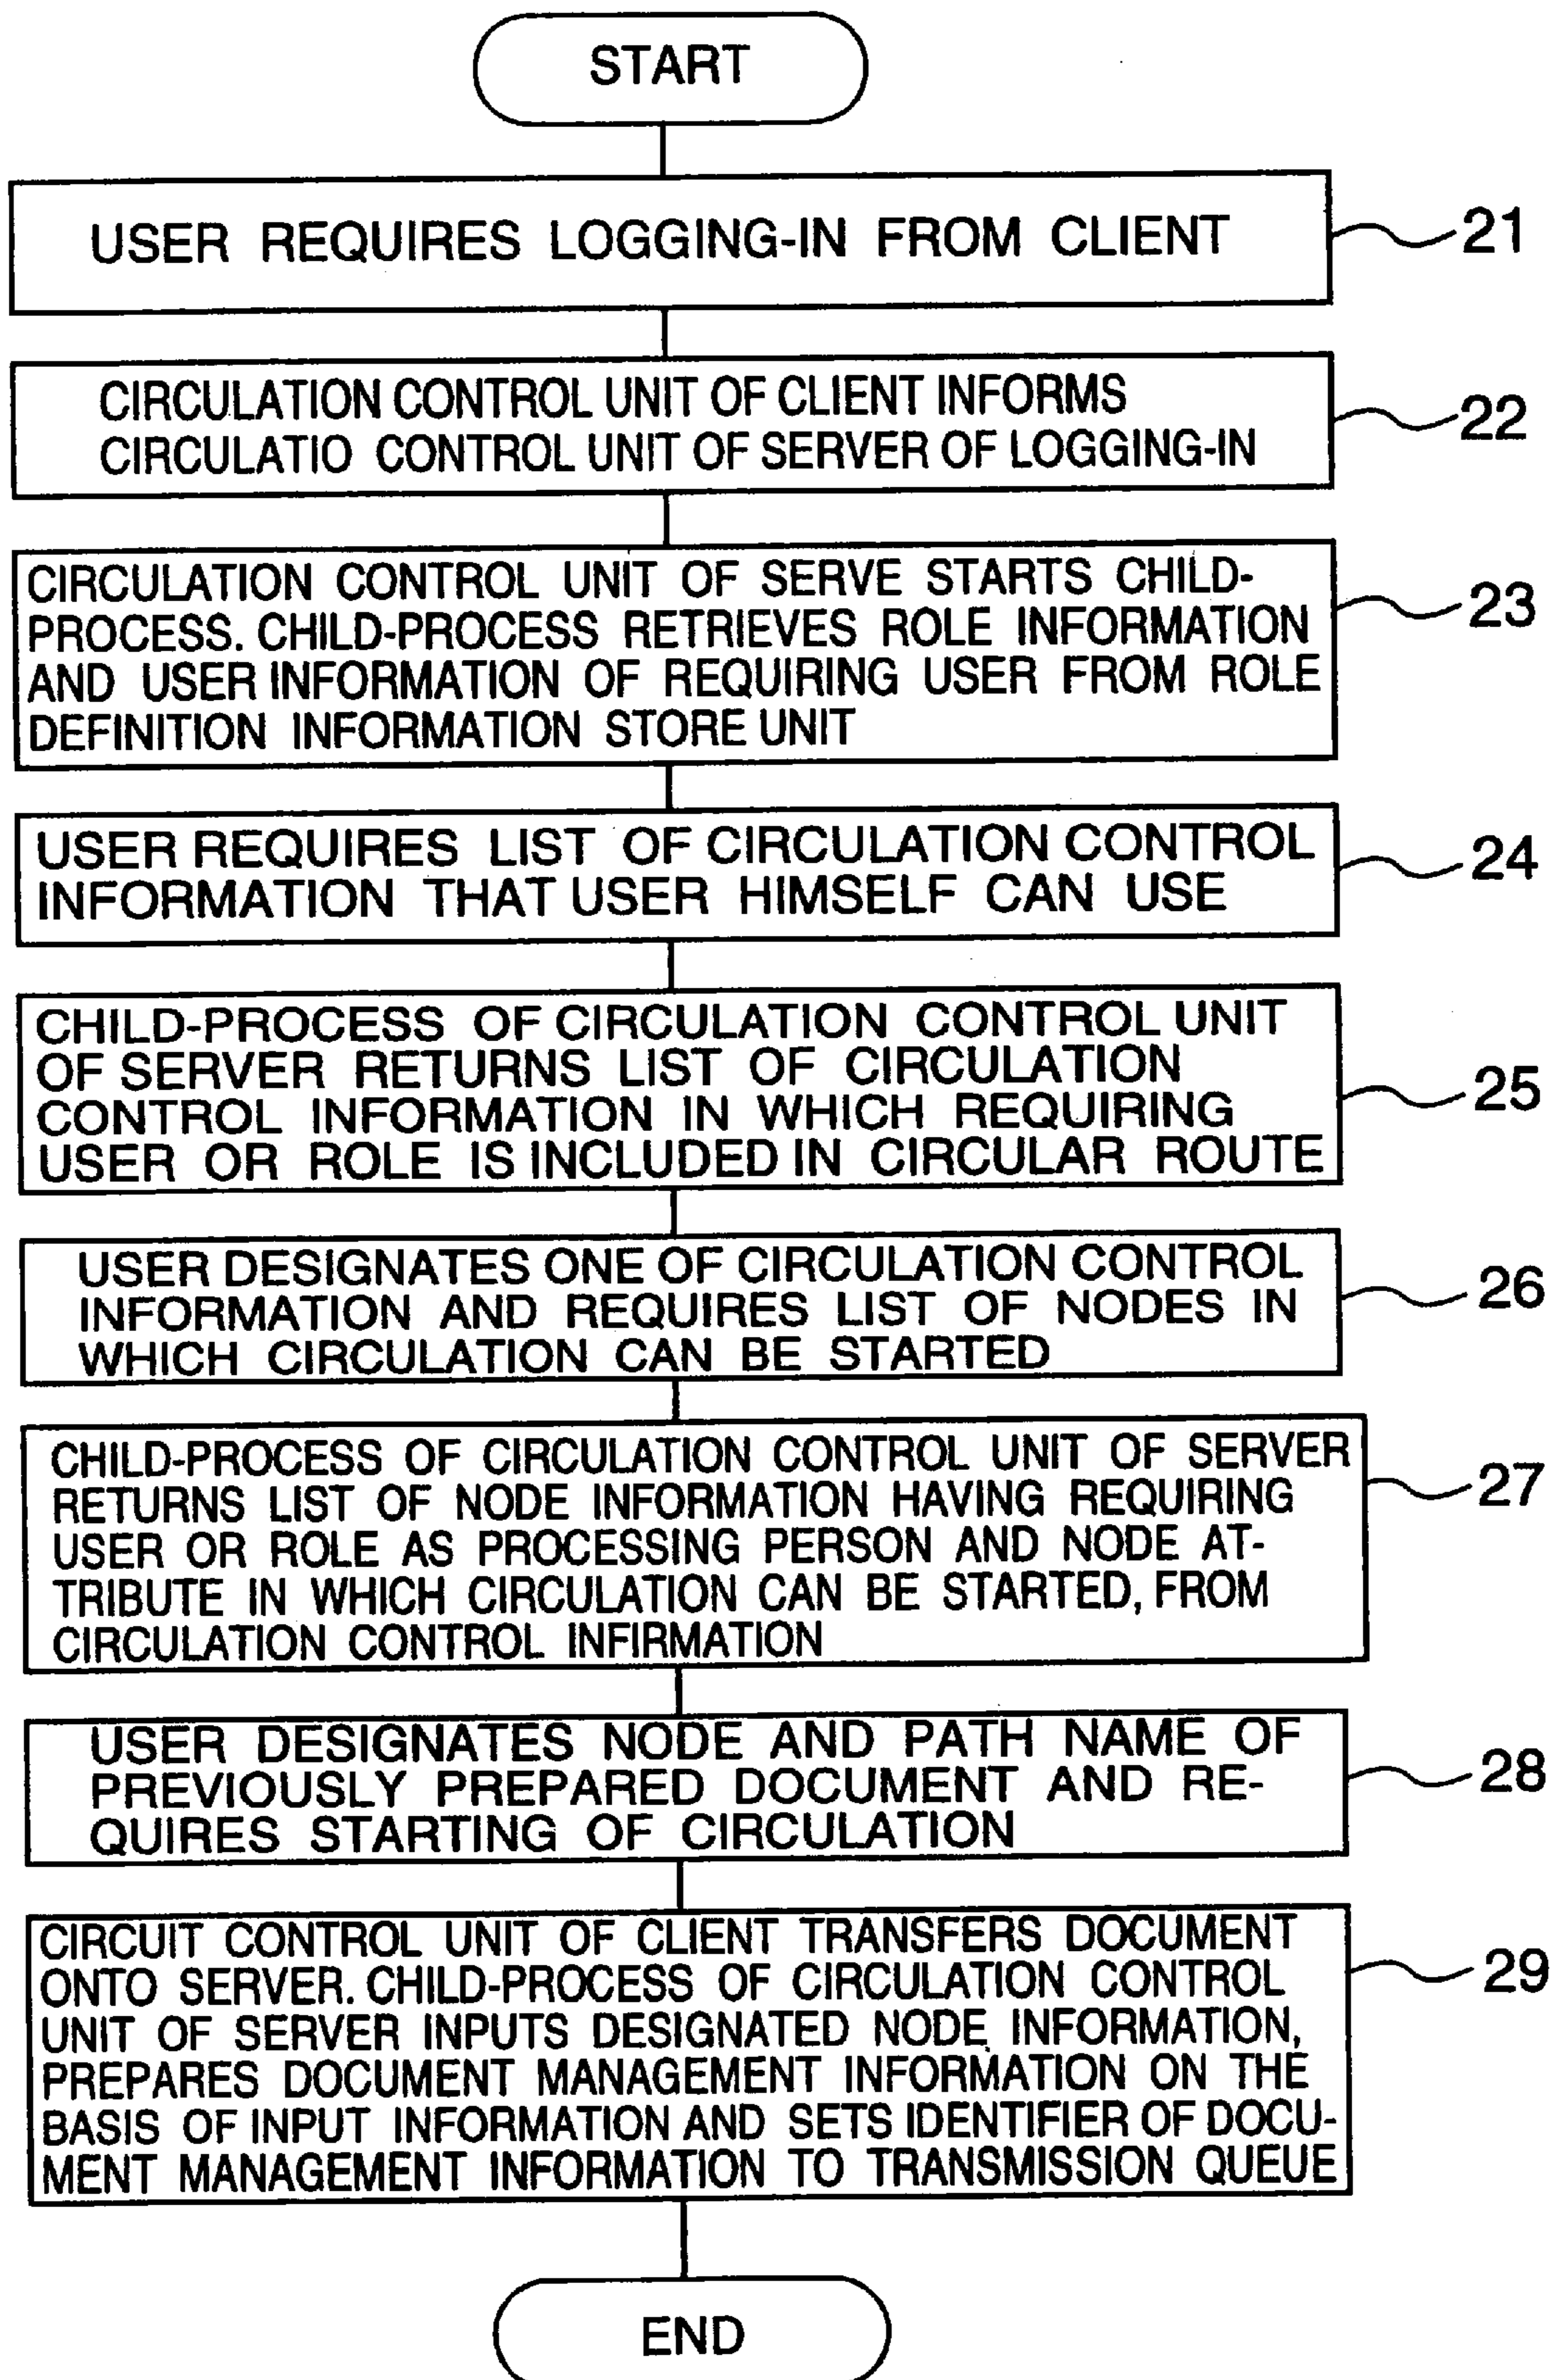 START
USER REQUIRES LOGGING-IN FROM CLIENT
21
CIRCULATION CONTROL UNIT OF CLIENT INFORMS
CIRCULATIO CONTROL UNIT OF SERVER OF LOGGING-IN
22
CIRCULATION CONTROL UNIT OF SERVE STARTS CHILD-
PROCESS. CHILD-PROCESS RETRIEVES ROLE INFORMATION
AND USER INFORMATION OF REQUIRING USER FROM ROLE
DEFINITION INFORMATION STORE UNIT
23
USER REQUIRES LIST OF CIRCULATION CONTROL
INFORMATION THAT USER HIMSELF CAN USE
24
CHILD-PROCESS OF CIRCULATION CONTROL UNIT
OF SERVER RETURNS LIST OF CIRCULATION
CONTROL INFORMATION IN WHICH REQUIRING
USER OR ROLE IS INCLUDED IN CIRCULAR ROUTE
25
USER DESIGNATES ONE OF CIRCULATION CONTROL
INFORMATION AND REQUIRES LIST OF NODES IN
WHICH CIRCULATION CAN BE STARTED
26
CHILD-PROCESS OF CIRCULATION CONTROL UNIT OF SERVER
RETURNS LIST OF NODE INFORMATION HAVING REQUIRING
USER OR ROLE AS PROCESSING PERSON AND NODE AT-
TRIBUTE IN WHICH CIRCULATION CAN BE STARTED, FROM
CIRCULATION CONTROL INFIRMATION
27
USER DESIGNATES NODE AND PATH NAME OF
PREVIOUSLY PREPARED DOCUMENT AND RE-
QUIRES STARTING OF CIRCULATION
28
CIRCUIT CONTROL UNIT OF CLIENT TRANSFERS DOCUMENT
ONTO SERVER. CHILD-PROCESS OF CIRCULATION CONTROL
UNIT OF SERVER INPUTS DESIGNATED NODE INFORMATION,
PREPARES DOCUMENT MANAGEMENT INFORMATION ON THE
BASIS OF INPUT INFORMATION AND SETS IDENTIFIER OF DOCU-
MENT MANAGEMENT INFORMATION TO TRANSMISSION QUEUE
29
END